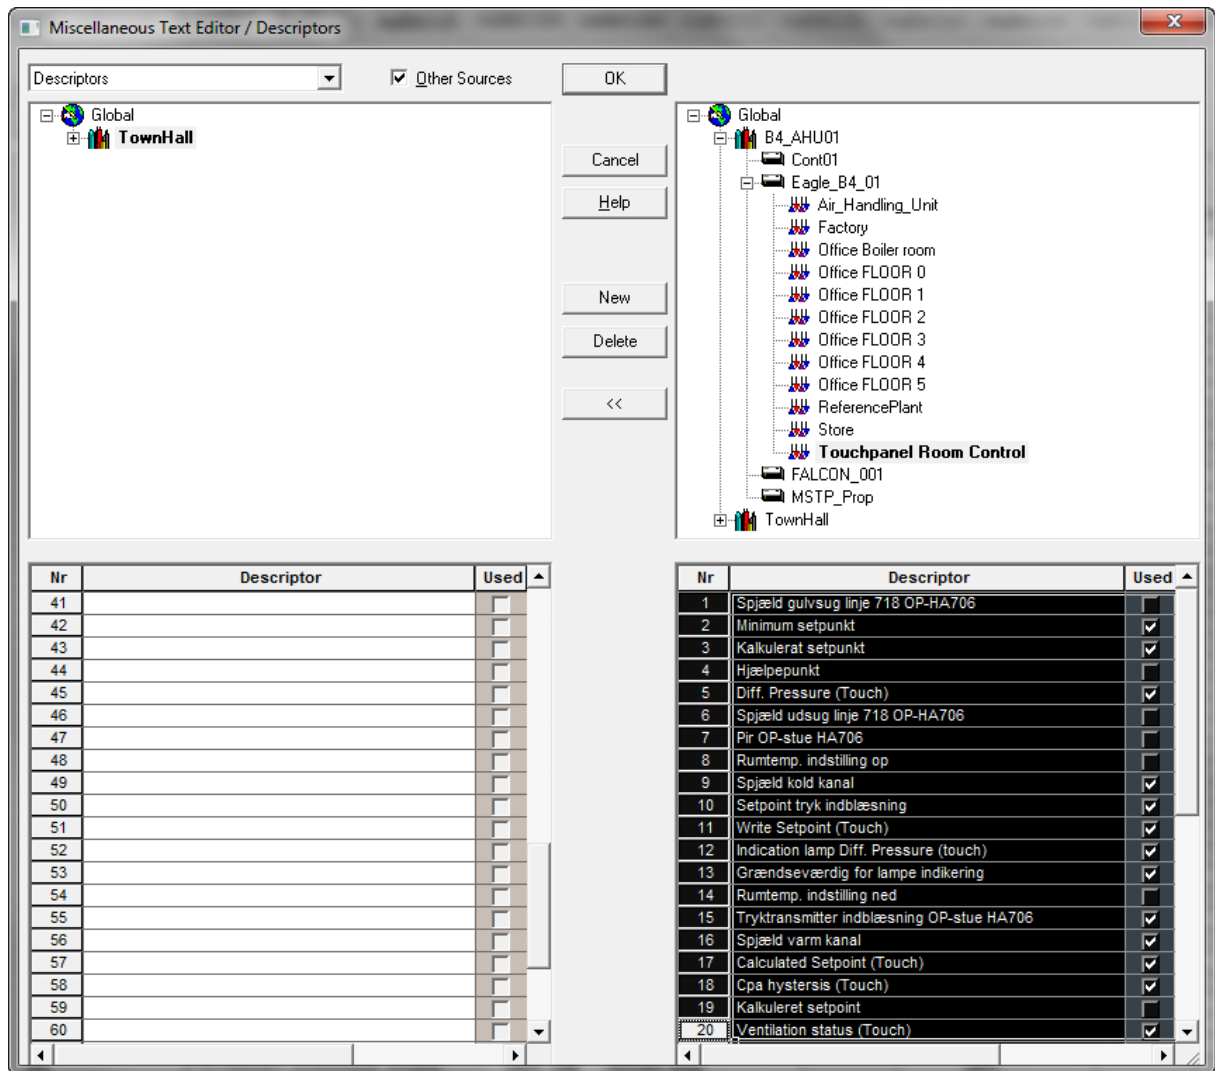 Miscellaneous Text Editor / Descriptors
Descriptors
Other Sources
OK
Global
TownHall
Cancel
Help
New
Delete
<<
Global
B4_AHU01
Cont01
Eagle_B4_01
Air_Handling_Unit
Factory
Office Boiler room
Office FLOOR 0
Office FLOOR 1
Office FLOOR 2
Office FLOOR 3
Office FLOOR 4
Office FLOOR 5
ReferencePlant
Store
Touchpanel Room Control
FALCON_001
MSTP_Prop
TownHall
Nr Descriptor Used
41
42
43
44
45
46
47
48
49
50
51
52
53
54
55
56
57
58
59
60
Nr Descriptor Used
1 Spjæld gulvsug linje 718 OP-HA706
2 Minimum setpunkt
3 Kalkulerat setpunkt
4 Hjælpepunkt
5 Diff. Pressure (Touch)
6 Spjæld udsug linje 718 OP-HA706
7 Pir OP-stue HA706
8 Rumtemp. indstilling op
9 Spjæld kold kanal
10 Setpoint tryk indblæsning
11 Write Setpoint (Touch)
12 Indication lamp Diff. Pressure (touch)
13 Grændseværdig for lampe indikering
14 Rumtemp. indstilling ned
15 Tryktransmitter indblæsning OP-stue HA706
16 Spjæld varm kanal
17 Calculated Setpoint (Touch)
18 Cpa hystersis (Touch)
19 Kalkuleret setpoint
20 Ventilation status (Touch)